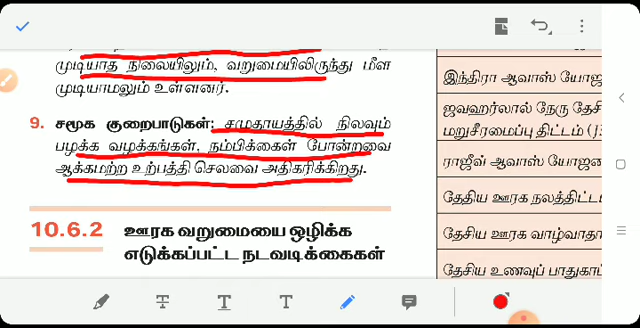 முடியாத நிலையிலும், வறுமையிலிருந்து மீள
முடியாமலும் உள்ளனர்.
9. சமூக குறைபாடுகள்: சமுதாயத்தில் நிலவும்
பழக்க வழக்கங்கள், நம்பிக்கைகள் போன்றவை
ஆக்கமற்ற உற்பத்தி செலவை அதிகரிக்கிறது.
10.6.2 ஊரக வறுமையை ஒழிக்க
எடுக்கப்பட்ட நடவடிக்கைகள்
இந்திரா ஆவாஸ்
ஜவஹர்லால் நேரு
மறுசீரமைப்பு திட்டம்
ராஜீவ் ஆவாஸ்
தேதிய ஊரக
தேசிய ஊரக
தேசிய உணவுப்
T T T